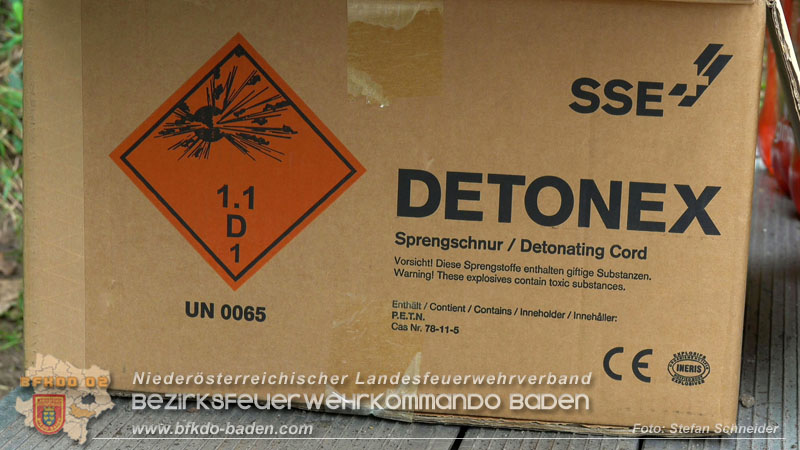 SSE
1.1
D
1
UN 0065
DETONEX
Sprengschnur / Detonating Cord
Vorsicht! Diese Sprengstoffe enthalten giftige Substanzen.
Warning! These explosives contain toxic substances.
Enthält / Contient / Contains / Inneholder / Innehåller:
P.E.T.N.
Cas Nr. 78-11-5
CE
INERIS
BFKDO 02
Niederösterreichischer Landesfeuerwehrverband
Bezirksfeuerwehrkommando Baden
www.bfkdo-baden.com
Foto: Stefan Schneider